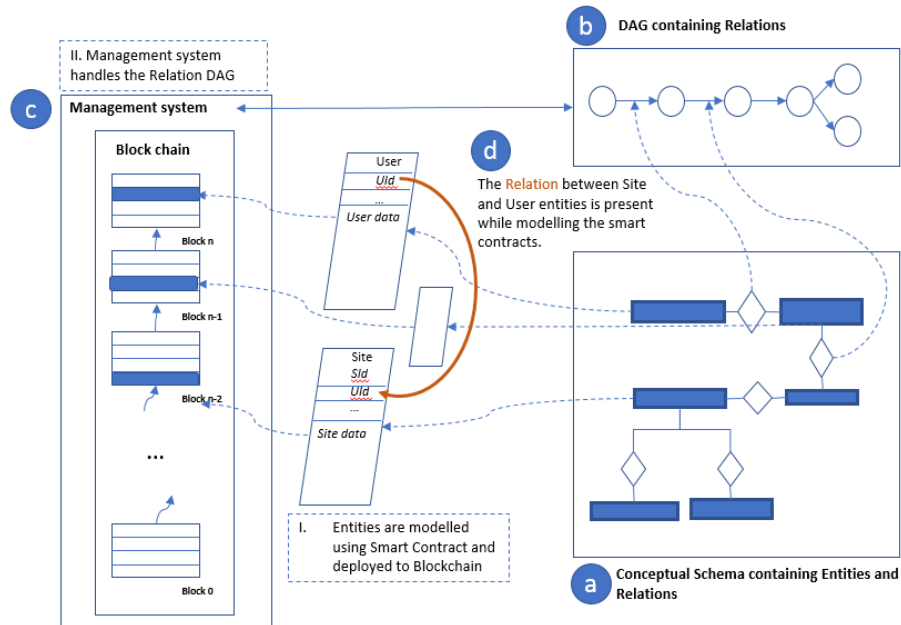 II. Management system
handles the Relation DAG
b
DAG containing Relations
c
Management system
Block chain
Block n
Block n-1
Block n-2
...
Block 0
User
UId
...
User data
d
The Relation between Site
and User entities is present
while modelling the smart
contracts.
Site
SId
UId
...
Site data
I. Entities are modelled
using Smart Contract and
deployed to Blockchain
a
Conceptual Schema containing Entities and
Relations